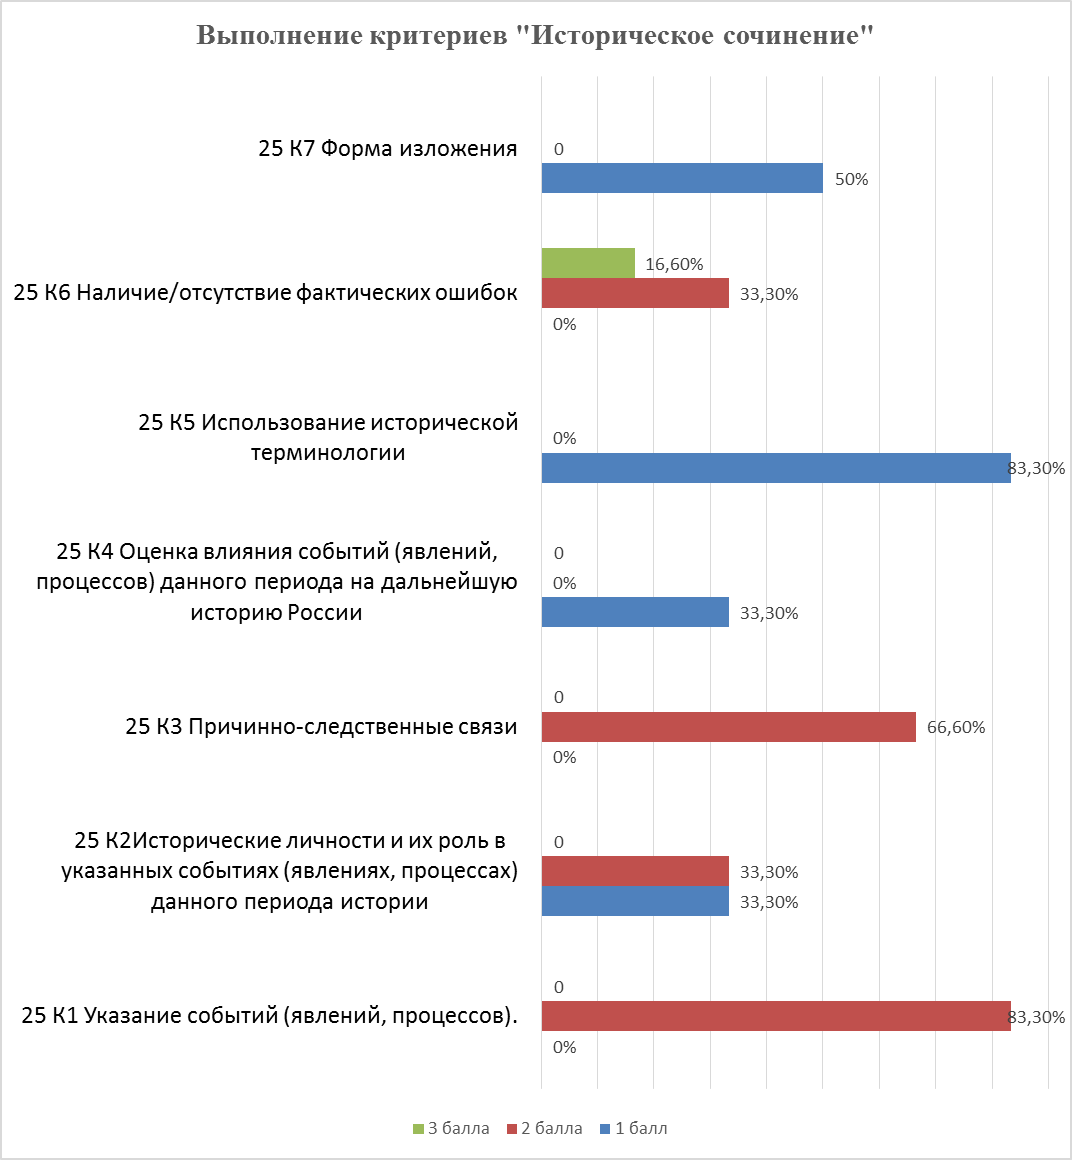 Выполнение критериев "Историческое сочинение"
25 К7 Форма изложения
0
50%
16,60%
25 К6 Наличие/отсутствие фактических ошибок
33,30%
0%
25 К5 Использование исторической
терминологии
0%
83,30%
25 К4 Оценка влияния событий (явлений,
процессов) данного периода на дальнейшую
историю России
0
0%
33,30%
0
25 К3 Причинно-следственные связи
66,60%
0%
25 К2Исторические личности и их роль в
указанных событиях (явлениях, процессах)
данного периода истории
0
33,30%
33,30%
0
25 К1 Указание событий (явлений, процессов).
83,30%
0%
3 балла 2 балла 1 балл